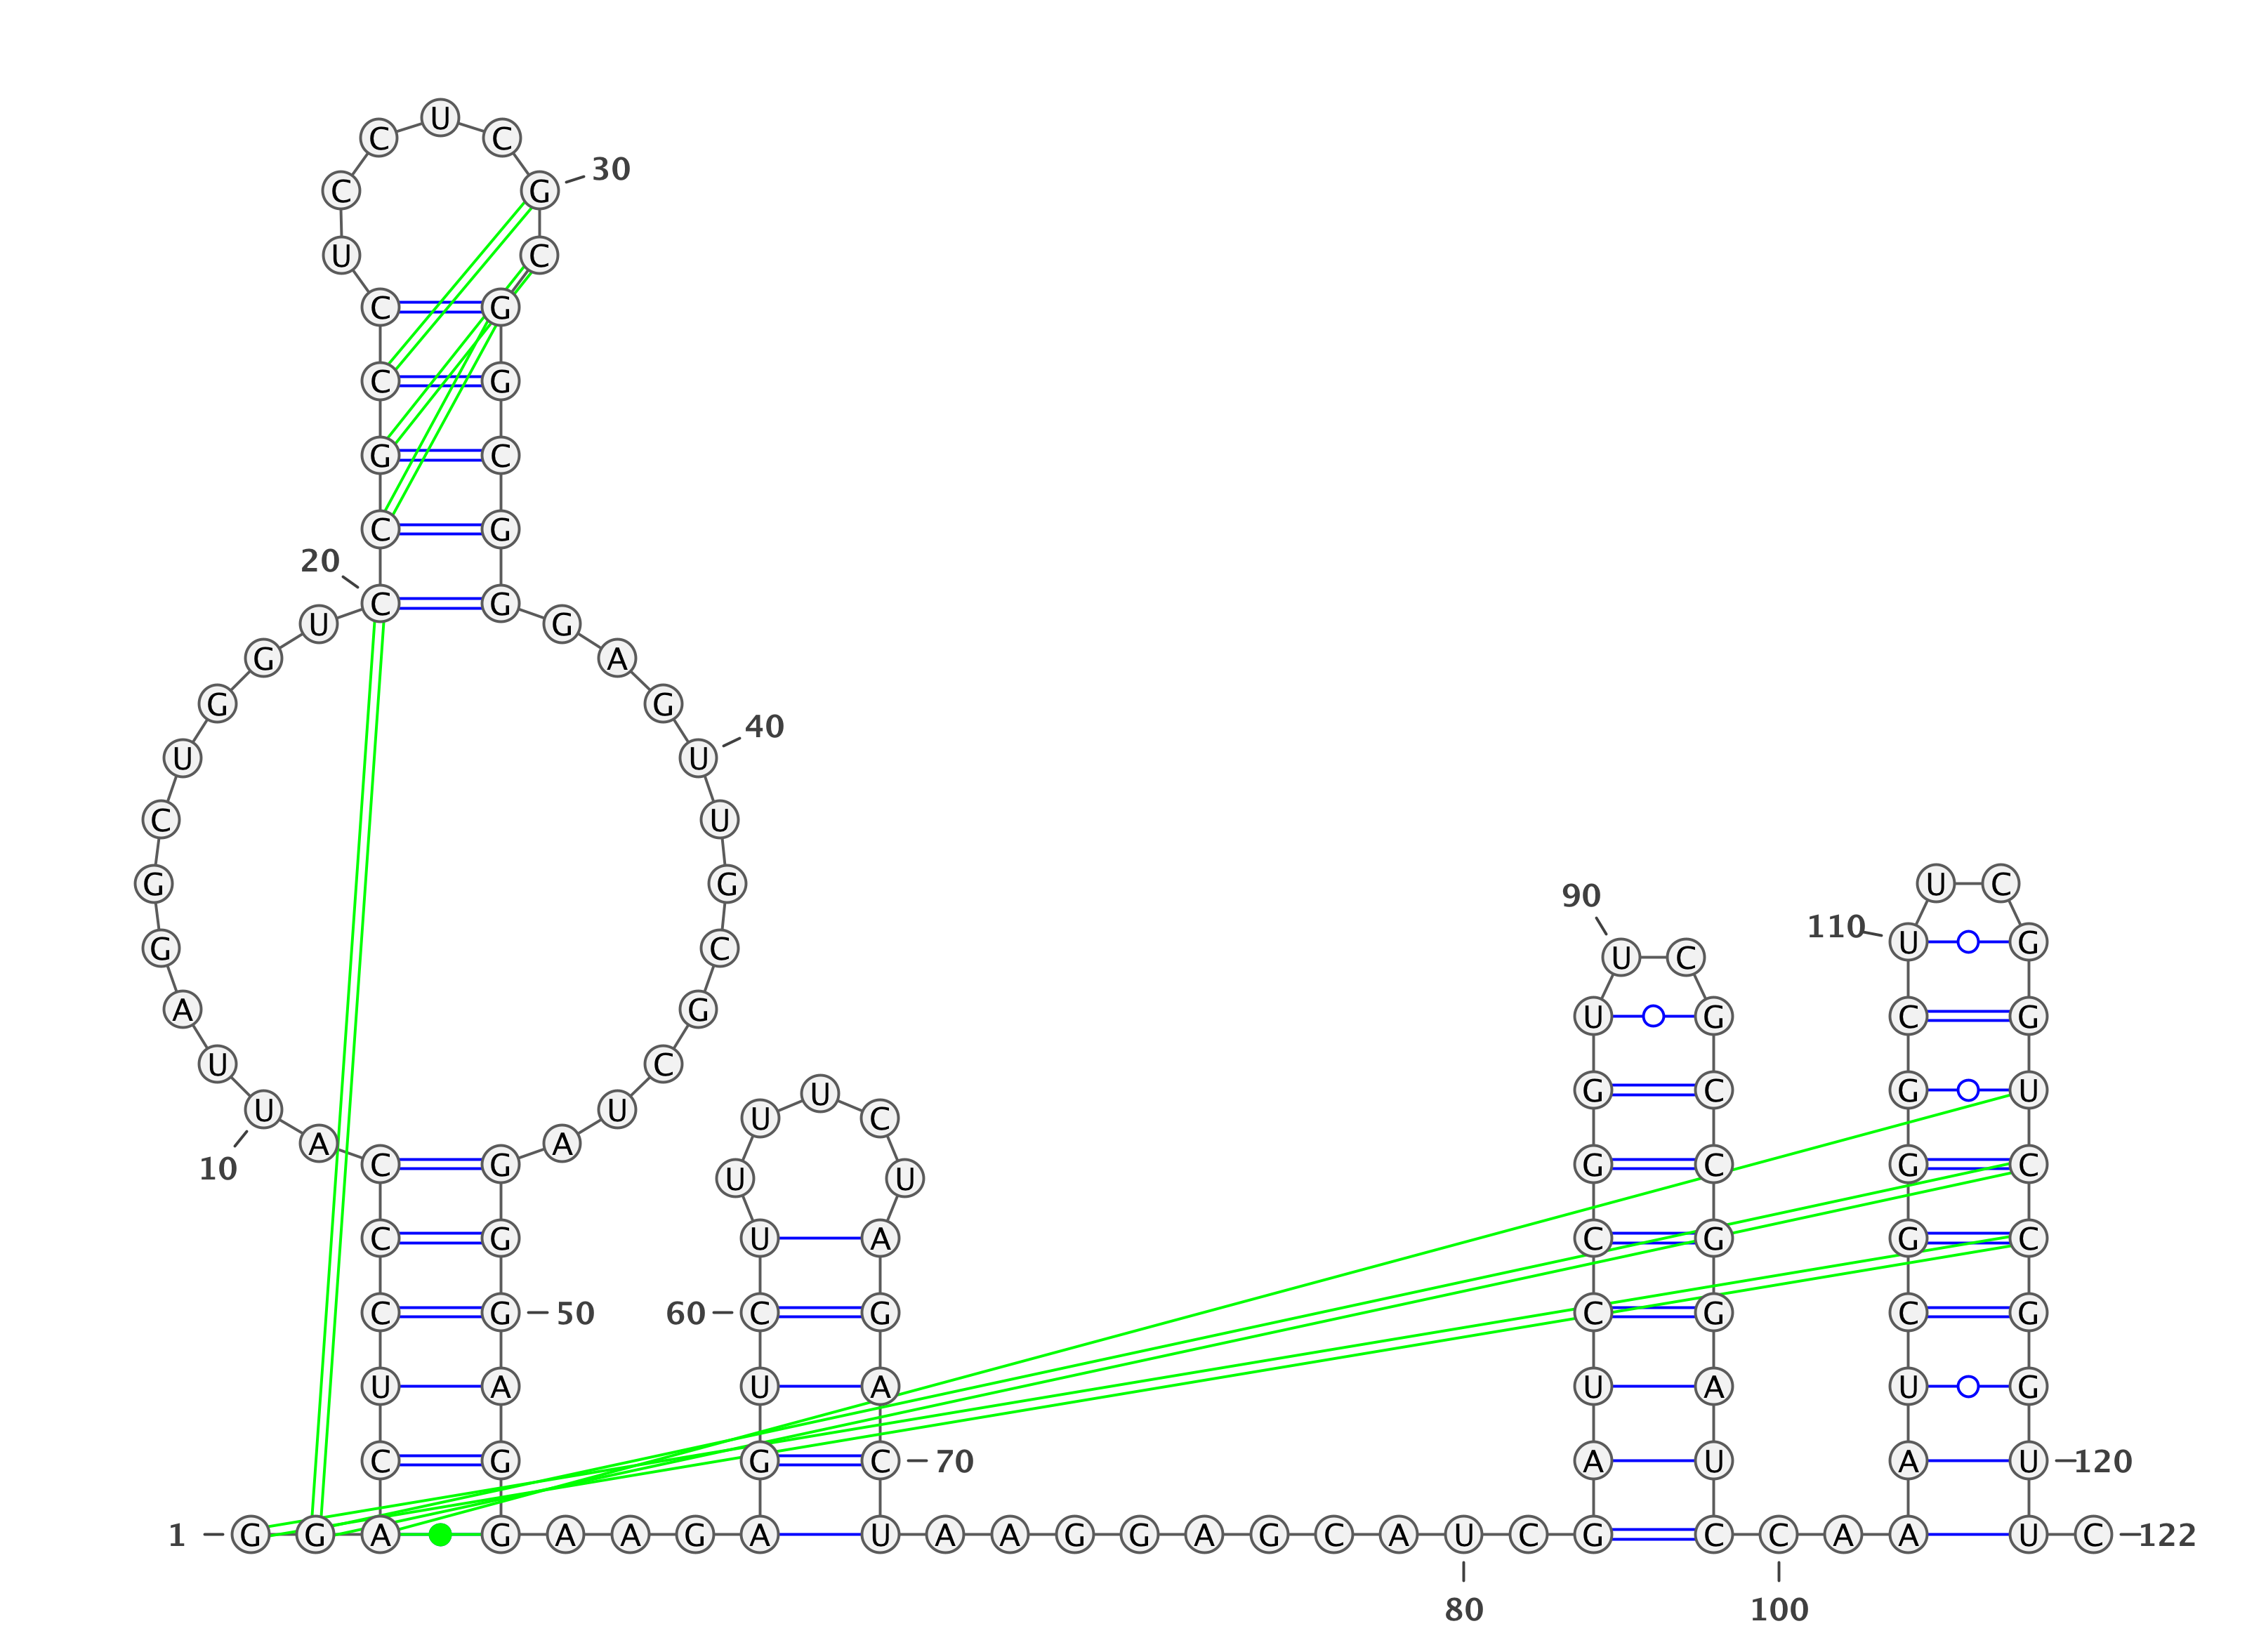 U
C C
30
C G
U C
C G
C G
G C
C G
20
C G
U G
G A
G G
40
U U
C U
G G U C
90
110 U G
G C U C
A G U G C G
U C
U G C G U
U U
U C
A A
C G G C G C
10
U U
C G U A C G G C
C G 50 60 C G C G C G
U A U A U A U G
C G G C 70 A U A U 120
1 G G A G A A G A U A A G G A G C A U C G C C A A U C 122
80 100